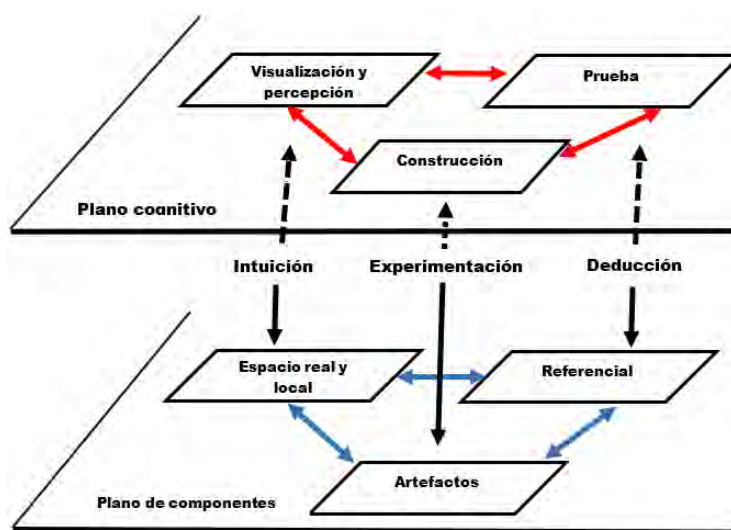 Visualización y
percepción
Prueba
Construcción
Plano cognitivo
Intuición
Experimentación
Deducción
Espacio real y
local
Referencial
Artefactos
Plano de componentes